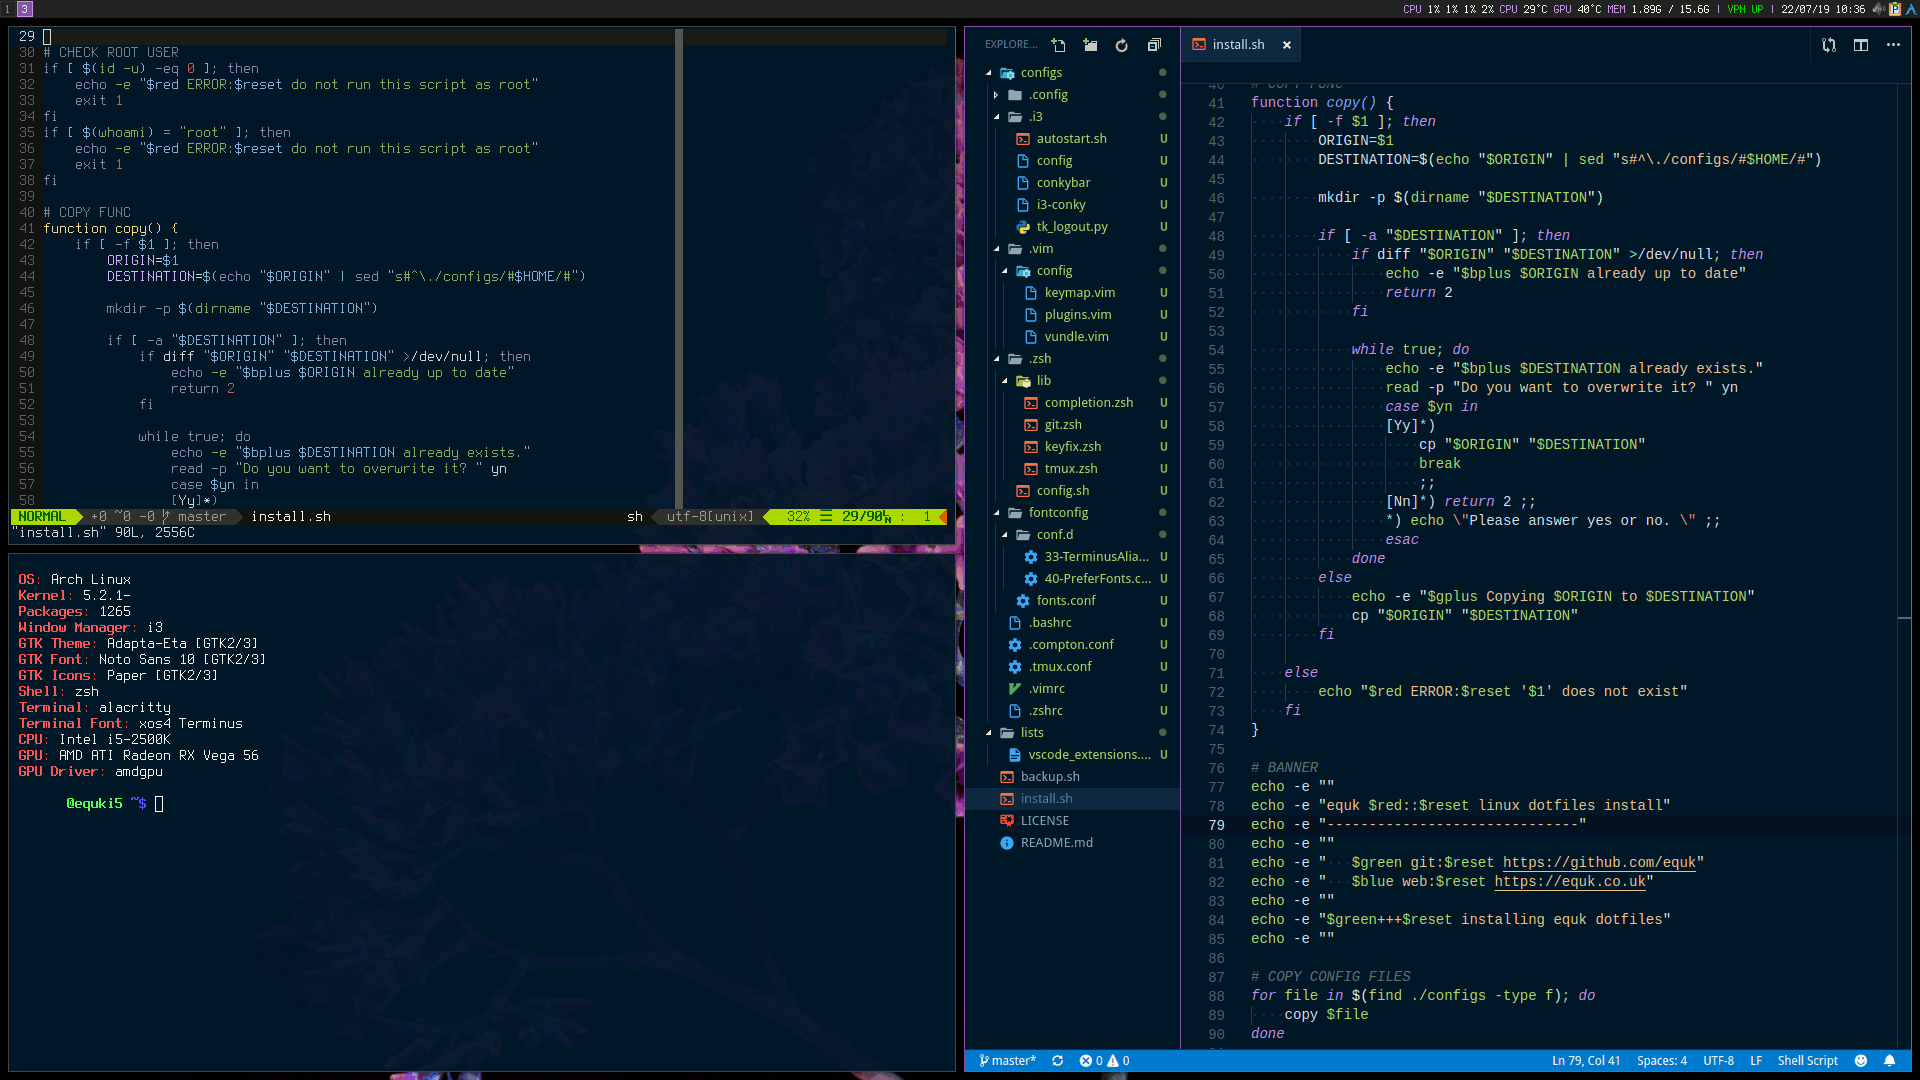 1 3
CPU 1% 1% 1% 2% CPU 29°C GPU 40°C MEM 1.89G / 15.6G | VPN UP | 22/07/19 10:36
29
30 # CHECK ROOT USER
31 if [ $(id -u) -eq 0 ]; then
32 echo -e "$red ERROR:$reset do not run this script as root"
33 exit 1
34 fi
35 if [ $(whoami) = "root" ]; then
36 echo -e "$red ERROR:$reset do not run this script as root"
37 exit 1
38 fi
39
40 # COPY FUNC
41 function copy() {
42 if [ -f $1 ]; then
43 ORIGIN=$1
44 DESTINATION=$(echo "$ORIGIN" | sed "s#^\./configs/#$HOME/#")
45
46 mkdir -p $(dirname "$DESTINATION")
47
48 if [ -a "$DESTINATION" ]; then
49 if diff "$ORIGIN" "$DESTINATION" >/dev/null; then
50 echo -e "$bplus $ORIGIN already up to date"
51 return 2
52 fi
53
54 while true; do
55 echo -e "$bplus $DESTINATION already exists."
56 read -p "Do you want to overwrite it? " yn
57 case $yn in
58 [Yy]*)
NORMAL +0 ~0 -0 master install.sh sh utf-8[unix] 32% ☰ 29/90 : 1
"install.sh" 90L, 2556C
OS: Arch Linux
Kernel: 5.2.1-
Packages: 1265
Window Manager: i3
GTK Theme: Adapta-Eta [GTK2/3]
GTK Font: Noto Sans 10 [GTK2/3]
GTK Icons: Paper [GTK2/3]
Shell: zsh
Terminal: alacritty
Terminal Font: xos4 Terminus
CPU: Intel i5-2500K
GPU: AMD ATI Radeon RX Vega 56
GPU Driver: amdgpu
@equki5 ~$
EXPLORE...
configs
.config
.i3
autostart.sh U
config U
conkybar U
i3-conky U
tk_logout.py U
.vim
config
keymap.vim U
plugins.vim U
vundle.vim U
.zsh
lib
completion.zsh U
git.zsh U
keyfix.zsh U
tmux.zsh U
config.sh U
fontconfig
conf.d
33-TerminusAlia... U
40-PreferFonts.c... U
fonts.conf U
.bashrc U
.compton.conf U
.tmux.conf U
.vimrc U
.zshrc U
lists
vscode_extensions.... U
backup.sh
install.sh
LICENSE
README.md
install.sh ×
40 # COPY FUNC
41 function copy() {
42 if [ -f $1 ]; then
43 ORIGIN=$1
44 DESTINATION=$(echo "$ORIGIN" | sed "s#^\./configs/#$HOME/#")
45
46 mkdir -p $(dirname "$DESTINATION")
47
48 if [ -a "$DESTINATION" ]; then
49 if diff "$ORIGIN" "$DESTINATION" >/dev/null; then
50 echo -e "$bplus $ORIGIN already up to date"
51 return 2
52 fi
53
54 while true; do
55 echo -e "$bplus $DESTINATION already exists."
56 read -p "Do you want to overwrite it? " yn
57 case $yn in
58 [Yy]*)
59 cp "$ORIGIN" "$DESTINATION"
60 break
61 ;;
62 [Nn]*) return 2 ;;
63 *) echo \"Please answer yes or no. \" ;;
64 esac
65 done
66 else
67 echo -e "$gplus Copying $ORIGIN to $DESTINATION"
68 cp "$ORIGIN" "$DESTINATION"
69 fi
70
71 else
72 echo "$red ERROR:$reset '$1' does not exist"
73 fi
74 }
75
76 # BANNER
77 echo -e ""
78 echo -e "equk $red::$reset linux dotfiles install"
79 echo -e "------------------------------"
80 echo -e ""
81 echo -e " $green git:$reset https://github.com/equk"
82 echo -e " $blue web:$reset https://equk.co.uk"
83 echo -e ""
84 echo -e "$green+++$reset installing equk dotfiles"
85 echo -e ""
86
87 # COPY CONFIG FILES
88 for file in $(find ./configs -type f); do
89 copy $file
90 done
master* 0 0 Ln 79, Col 41 Spaces: 4 UTF-8 LF Shell Script